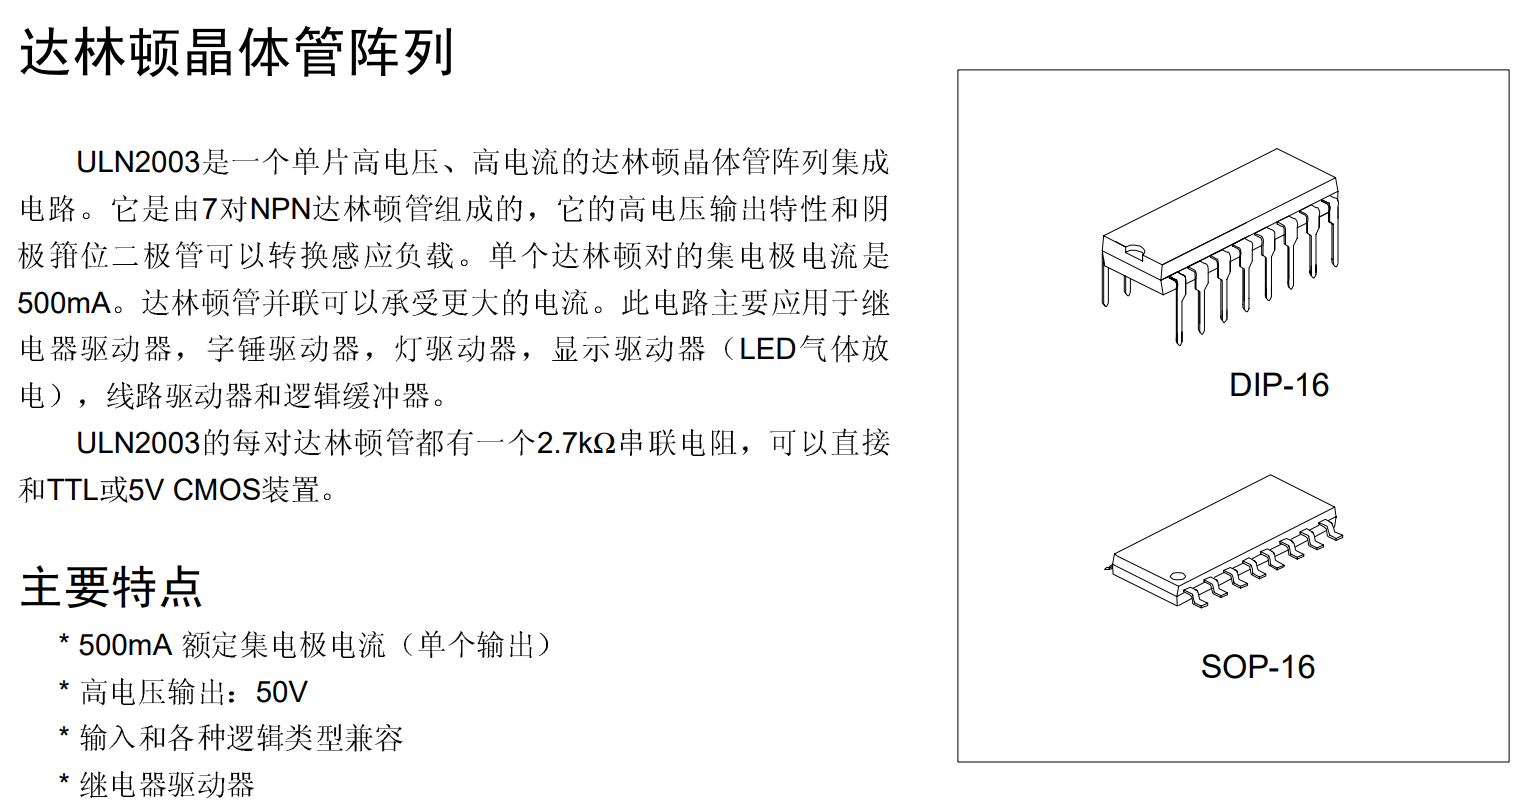 达林顿晶体管阵列
ULN2003是一个单片高电压、高电流的达林顿晶体管阵列集成
电路。它是由7对NPN达林顿管组成的，它的高电压输出特性和阴
极箝位二极管可以转换感应负载。单个达林顿对的集电极电流是
500mA。达林顿管并联可以承受更大的电流。此电路主要应用于继
电器驱动器，字锤驱动器，灯驱动器，显示驱动器（LED气体放
电），线路驱动器和逻辑缓冲器。
ULN2003的每对达林顿管都有一个2.7kΩ串联电阻，可以直接
和TTL或5V CMOS装置。
主要特点
* 500mA 额定集电极电流（单个输出）
* 高电压输出：50V
* 输入和各种逻辑类型兼容
* 继电器驱动器
DIP-16
SOP-16